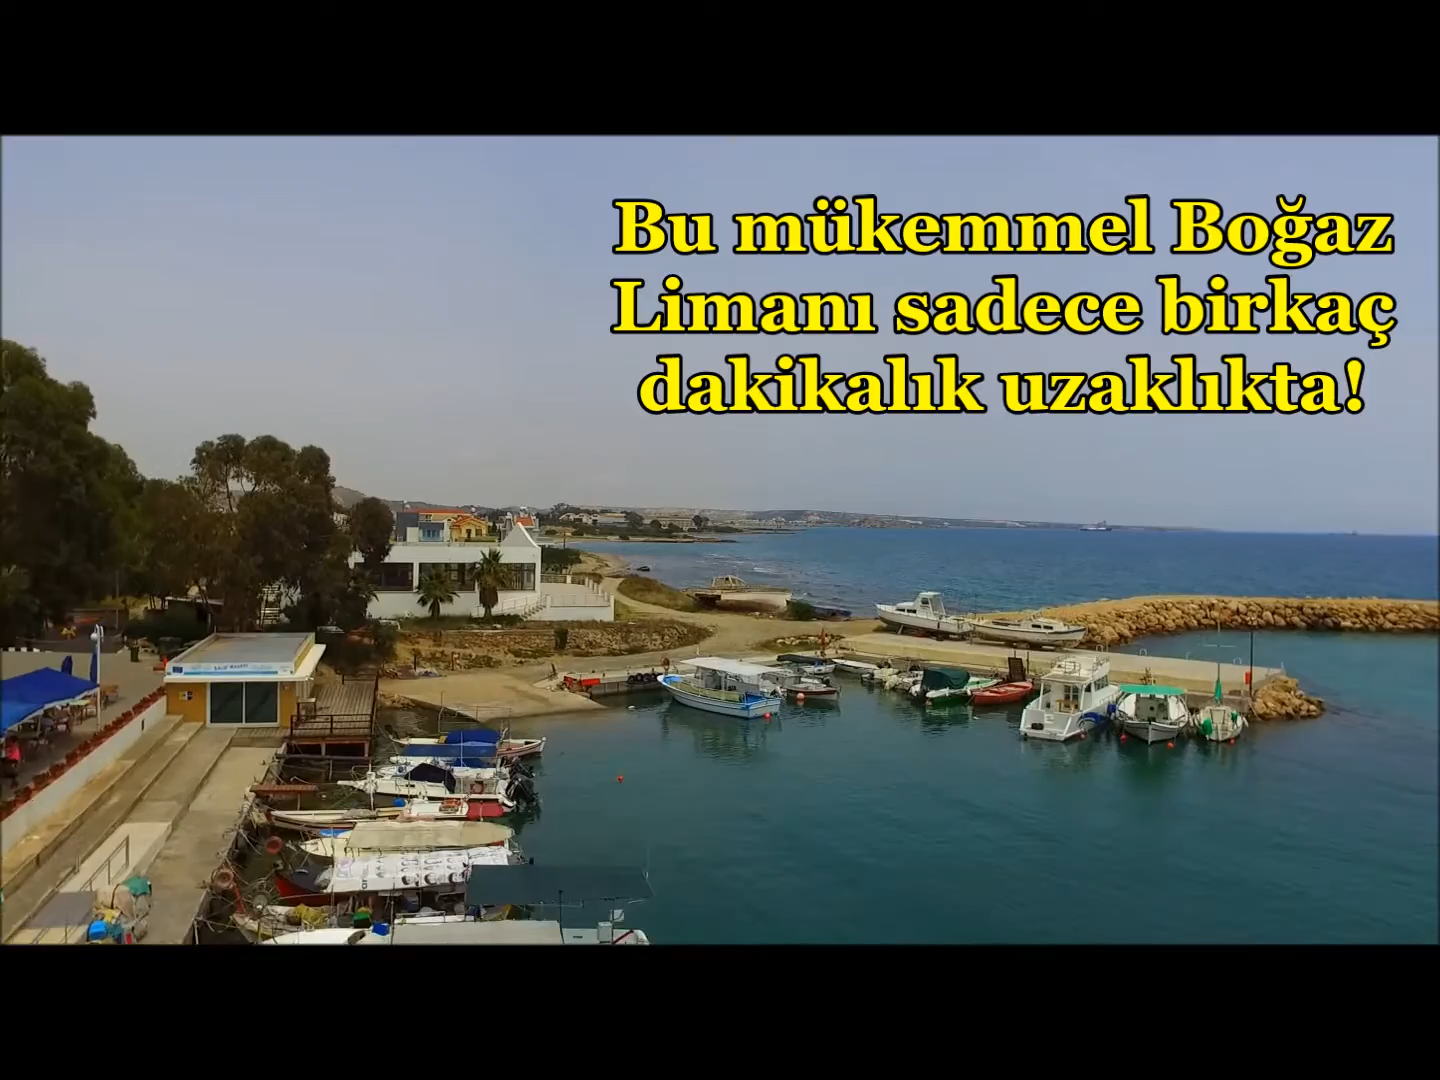 Bu mükemmel Boğaz
Limanı sadece birkaç
dakikalık uzaklıkta!